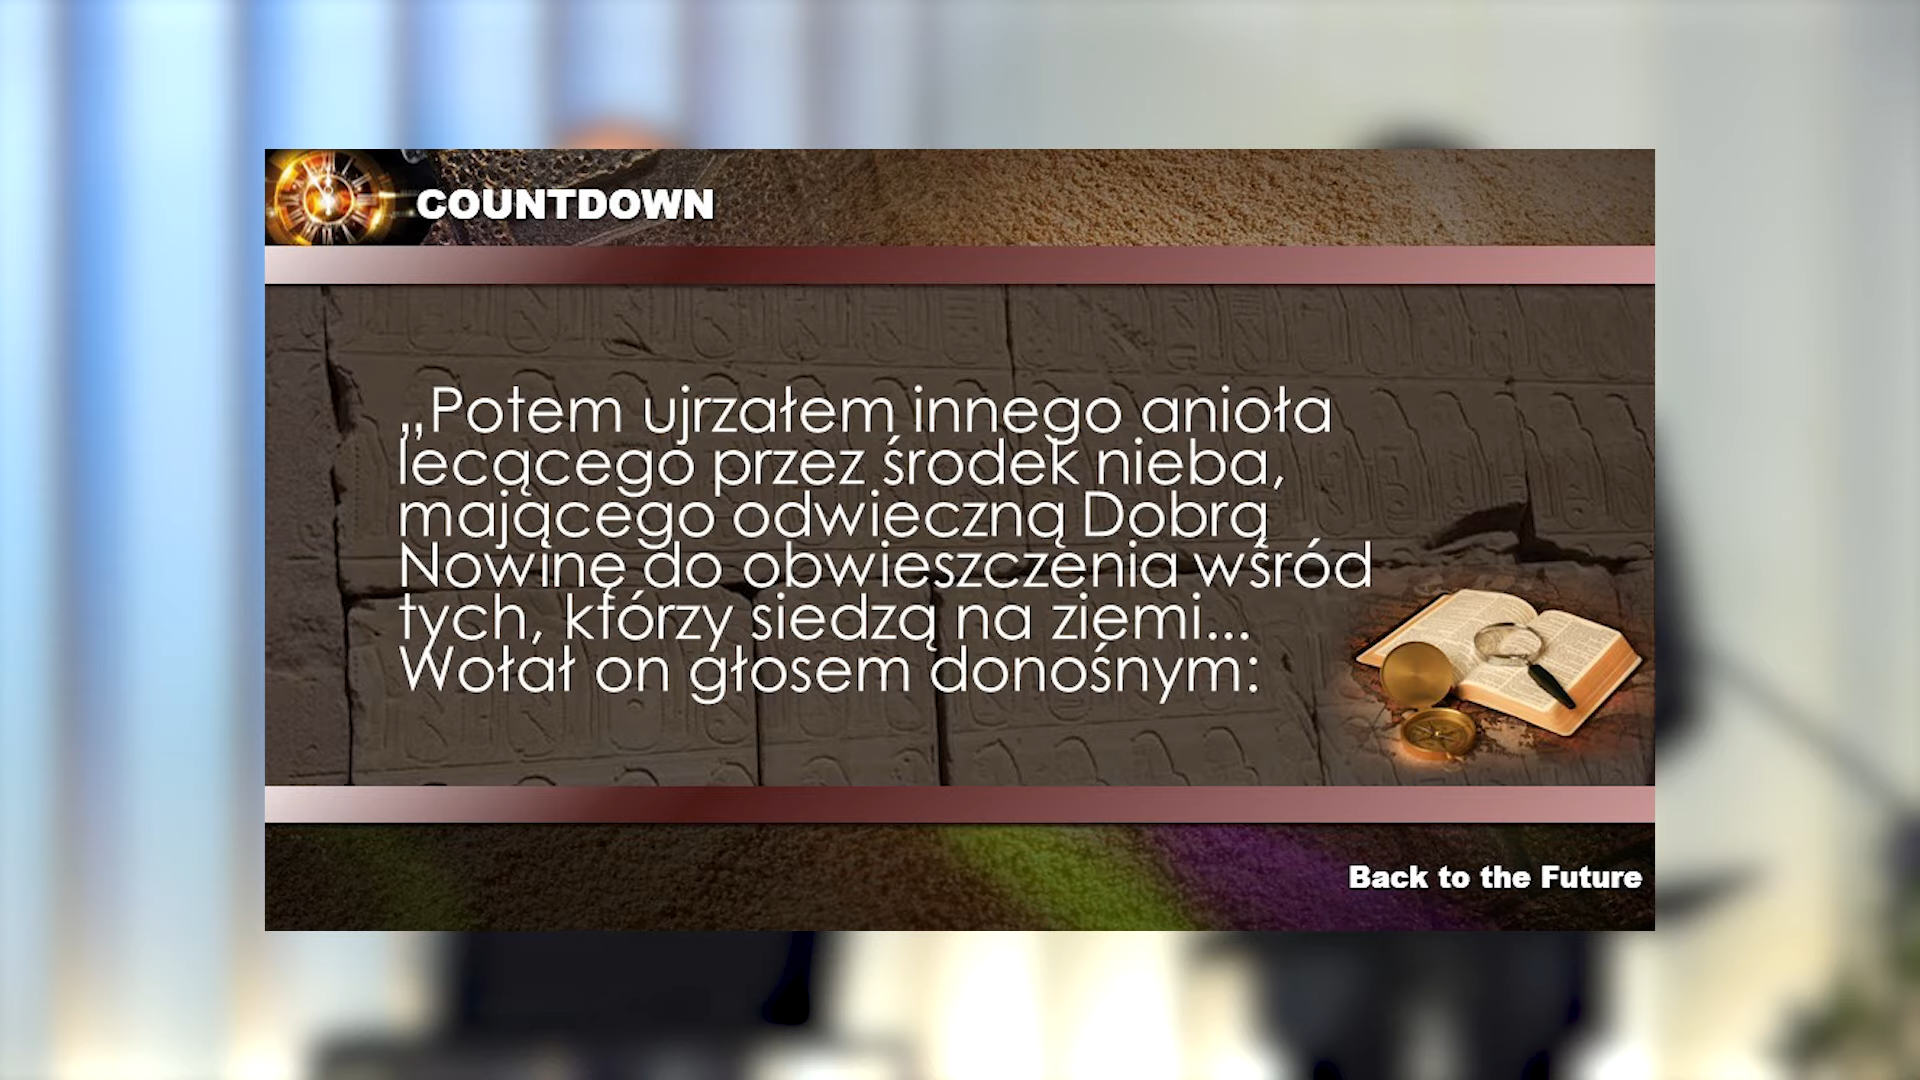 COUNTDOWN
„Potem ujrzałem innego anioła
lecącego przez środek nieba,
mającego odwieczną Dobrą
Nowinę do obwieszczenia wśród
tych, którzy siedzą na ziemi...
Wołał on głosem donośnym:
Back to the Future